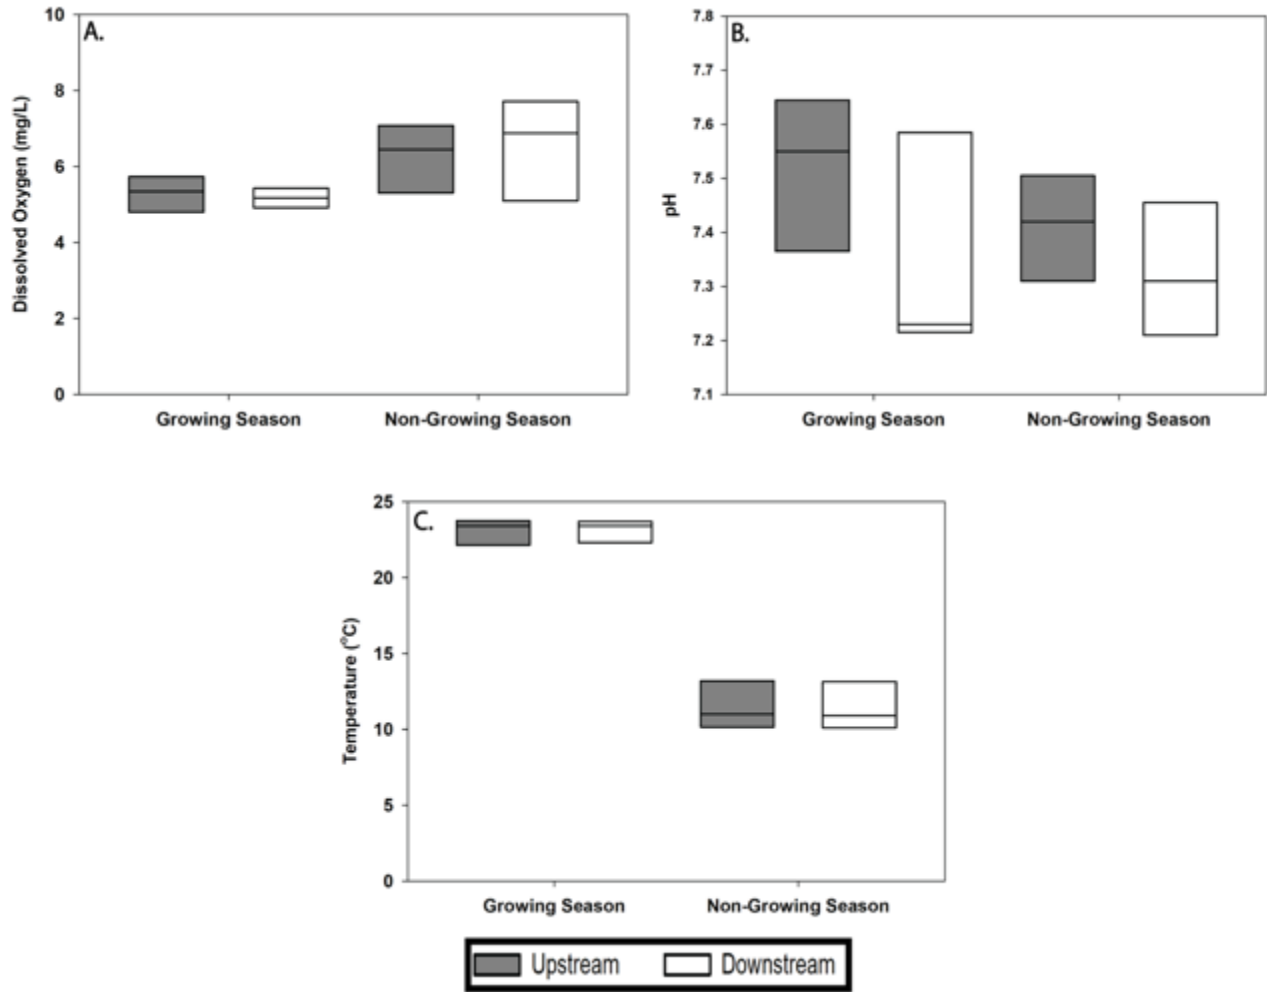 A.
Dissolved Oxygen (mg/L)
10
8
6
4
2
0
Growing Season
Non-Growing Season
B.
pH
7.8
7.7
7.6
7.5
7.4
7.3
7.2
7.1
Growing Season
Non-Growing Season
C.
Temperature (°C)
25
20
15
10
5
0
Growing Season
Non-Growing Season
Upstream
Downstream